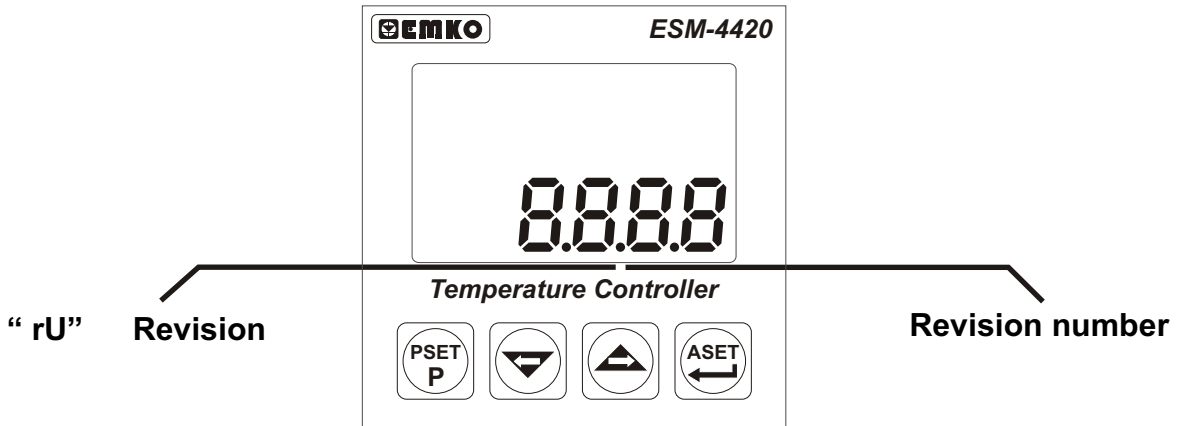 EMKO ESM-4420
8.8.8.8
Temperature Controller
“ rU” Revision Revision number
PSET P ASET